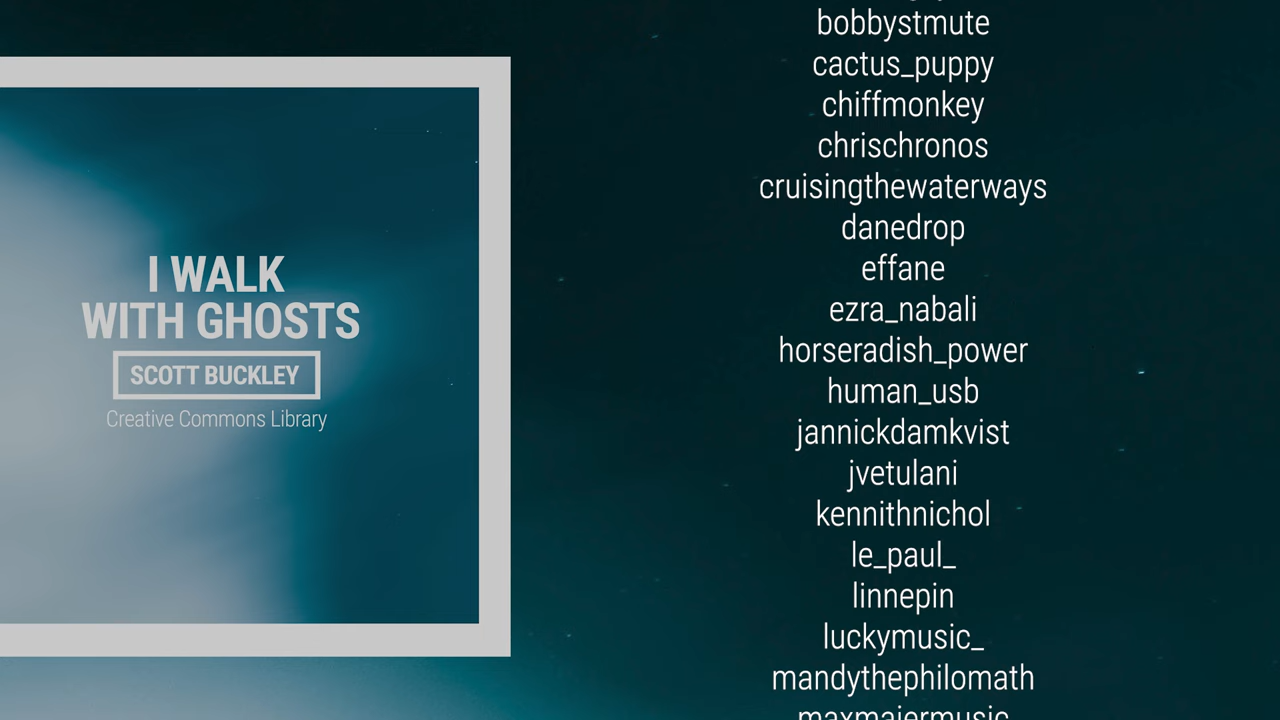 I WALK
WITH GHOSTS
SCOTT BUCKLEY
Creative Commons Library
bobbystmute
cactus_puppy
chiffmonkey
chrischronos
cruisingthewaterways
danedrop
effane
ezra_nabali
horseradish_power
human_usb
jannickdamkvist
jvetulani
kennithnichol
le_paul_
linnepin
luckymusic_
mandythephilomath